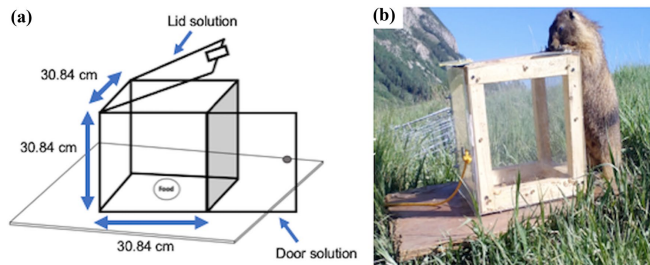 (a)
Lid solution
30.84 cm
30.84 cm
Food
30.84 cm
Door solution
(b)